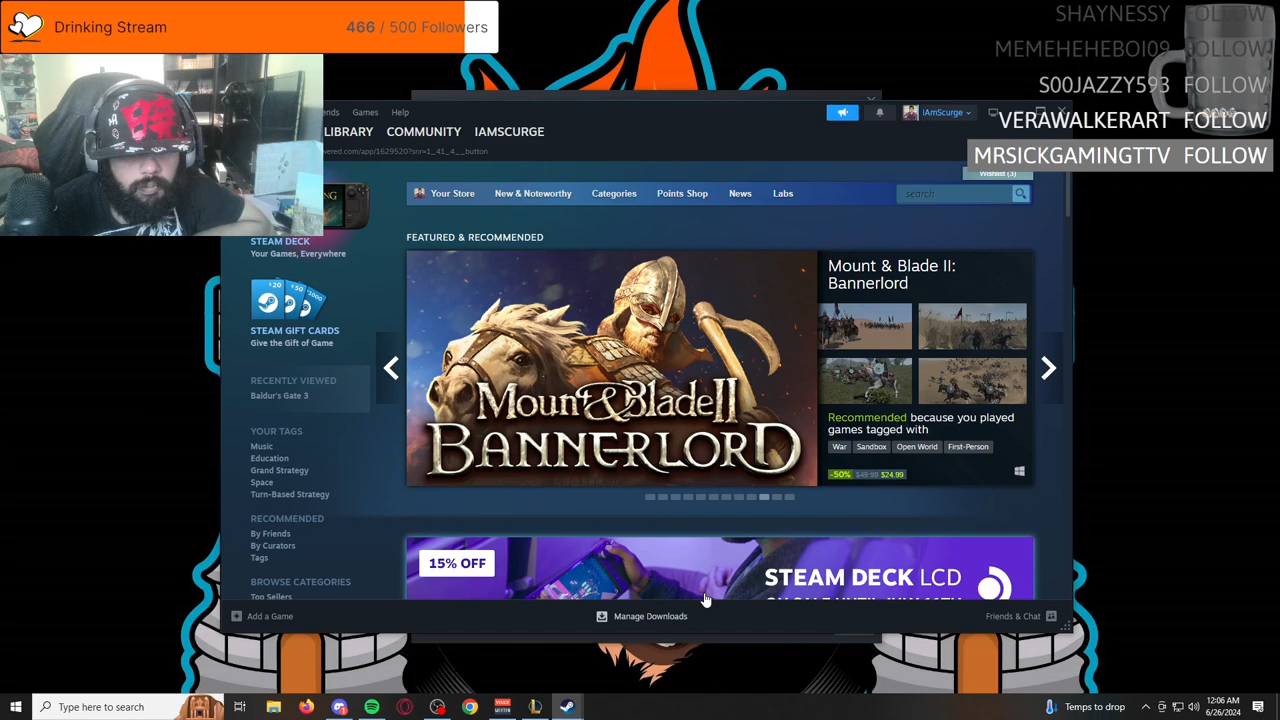 Drinking Stream
466 / 500 Followers
SHAYNESSY FOLLOW
MEMEHEHEBOI09 FOLLOW
S00JAZZY593 FOLLOW
VERAWALKERART FOLLOW
MRSICKGAMINGTTV FOLLOW
Games
Help
IAmScurge
LIBRARY
COMMUNITY
IAMSCURGE
Wishlist (3)
Your Store
New & Noteworthy
Categories
Points Shop
News
Labs
search
STEAM DECK
Your Games, Everywhere
STEAM GIFT CARDS
Give the Gift of Game
RECENTLY VIEWED
Baldur's Gate 3
YOUR TAGS
Music
Education
Grand Strategy
Space
Turn-Based Strategy
RECOMMENDED
By Friends
By Curators
Tags
BROWSE CATEGORIES
Top Sellers
FEATURED & RECOMMENDED
Mount & Blade II
BANNERLORD
Mount & Blade II:
Bannerlord
Recommended because you played
games tagged with
War
Sandbox
Open World
First-Person
-50% $49.99 $24.99
15% OFF
STEAM DECK LCD
Add a Game
Manage Downloads
Friends & Chat
Type here to search
Temps to drop
12:06 AM
6/26/2024